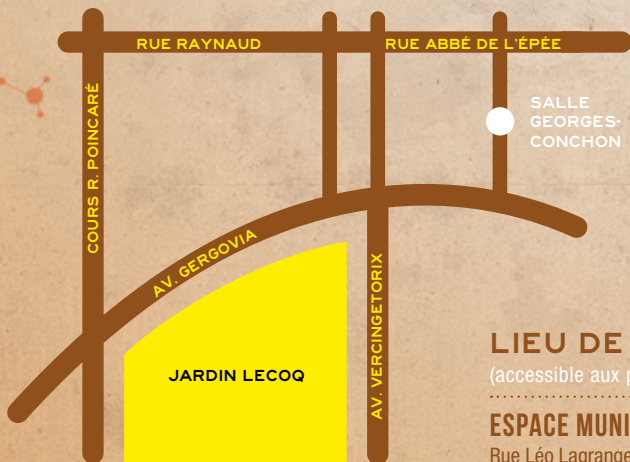 RUE RAYNAUD
RUE ABBÉ DE L'ÉPÉE
COURS R. POINCARÉ
SALLE
GEORGES-
CONCHON
AV. GERGOVIA
AV. VERCINGETORIX
JARDIN LECOQ
LIEU DE
(accessible aux p
ESPACE MUNI
Rue Léo Lagrange